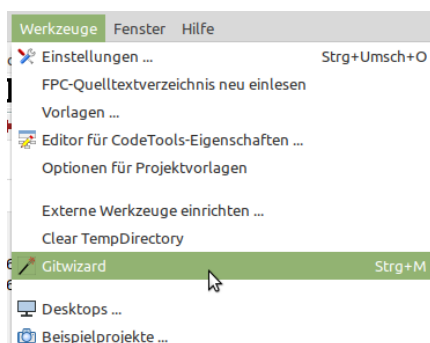 Werkzeuge Fenster Hilfe
Einstellungen ... Strg+Umsch+O
FPC-Quelltextverzeichnis neu einlesen
Vorlagen ...
Editor für CodeTools-Eigenschaften ...
Optionen für Projektvorlagen
Externe Werkzeuge einrichten ...
Clear TempDirectory
Gitwizard Strg+M
Desktops ...
Beispielprojekte ...